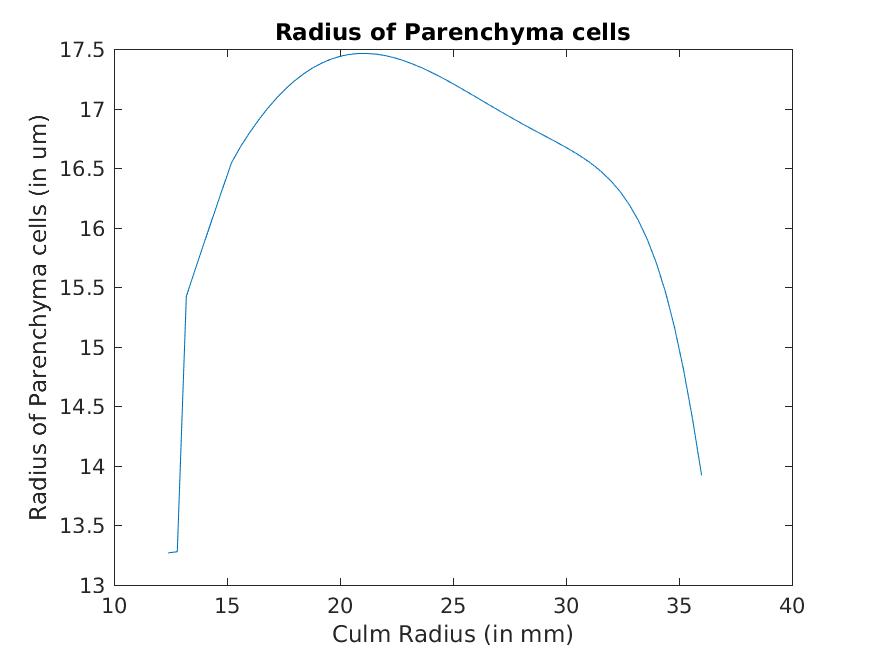 Radius of Parenchyma cells
17.5
17
16.5
16
15.5
15
14.5
14
13.5
13
Radius of Parenchyma cells (in um)
10 15 20 25 30 35 40
Culm Radius (in mm)